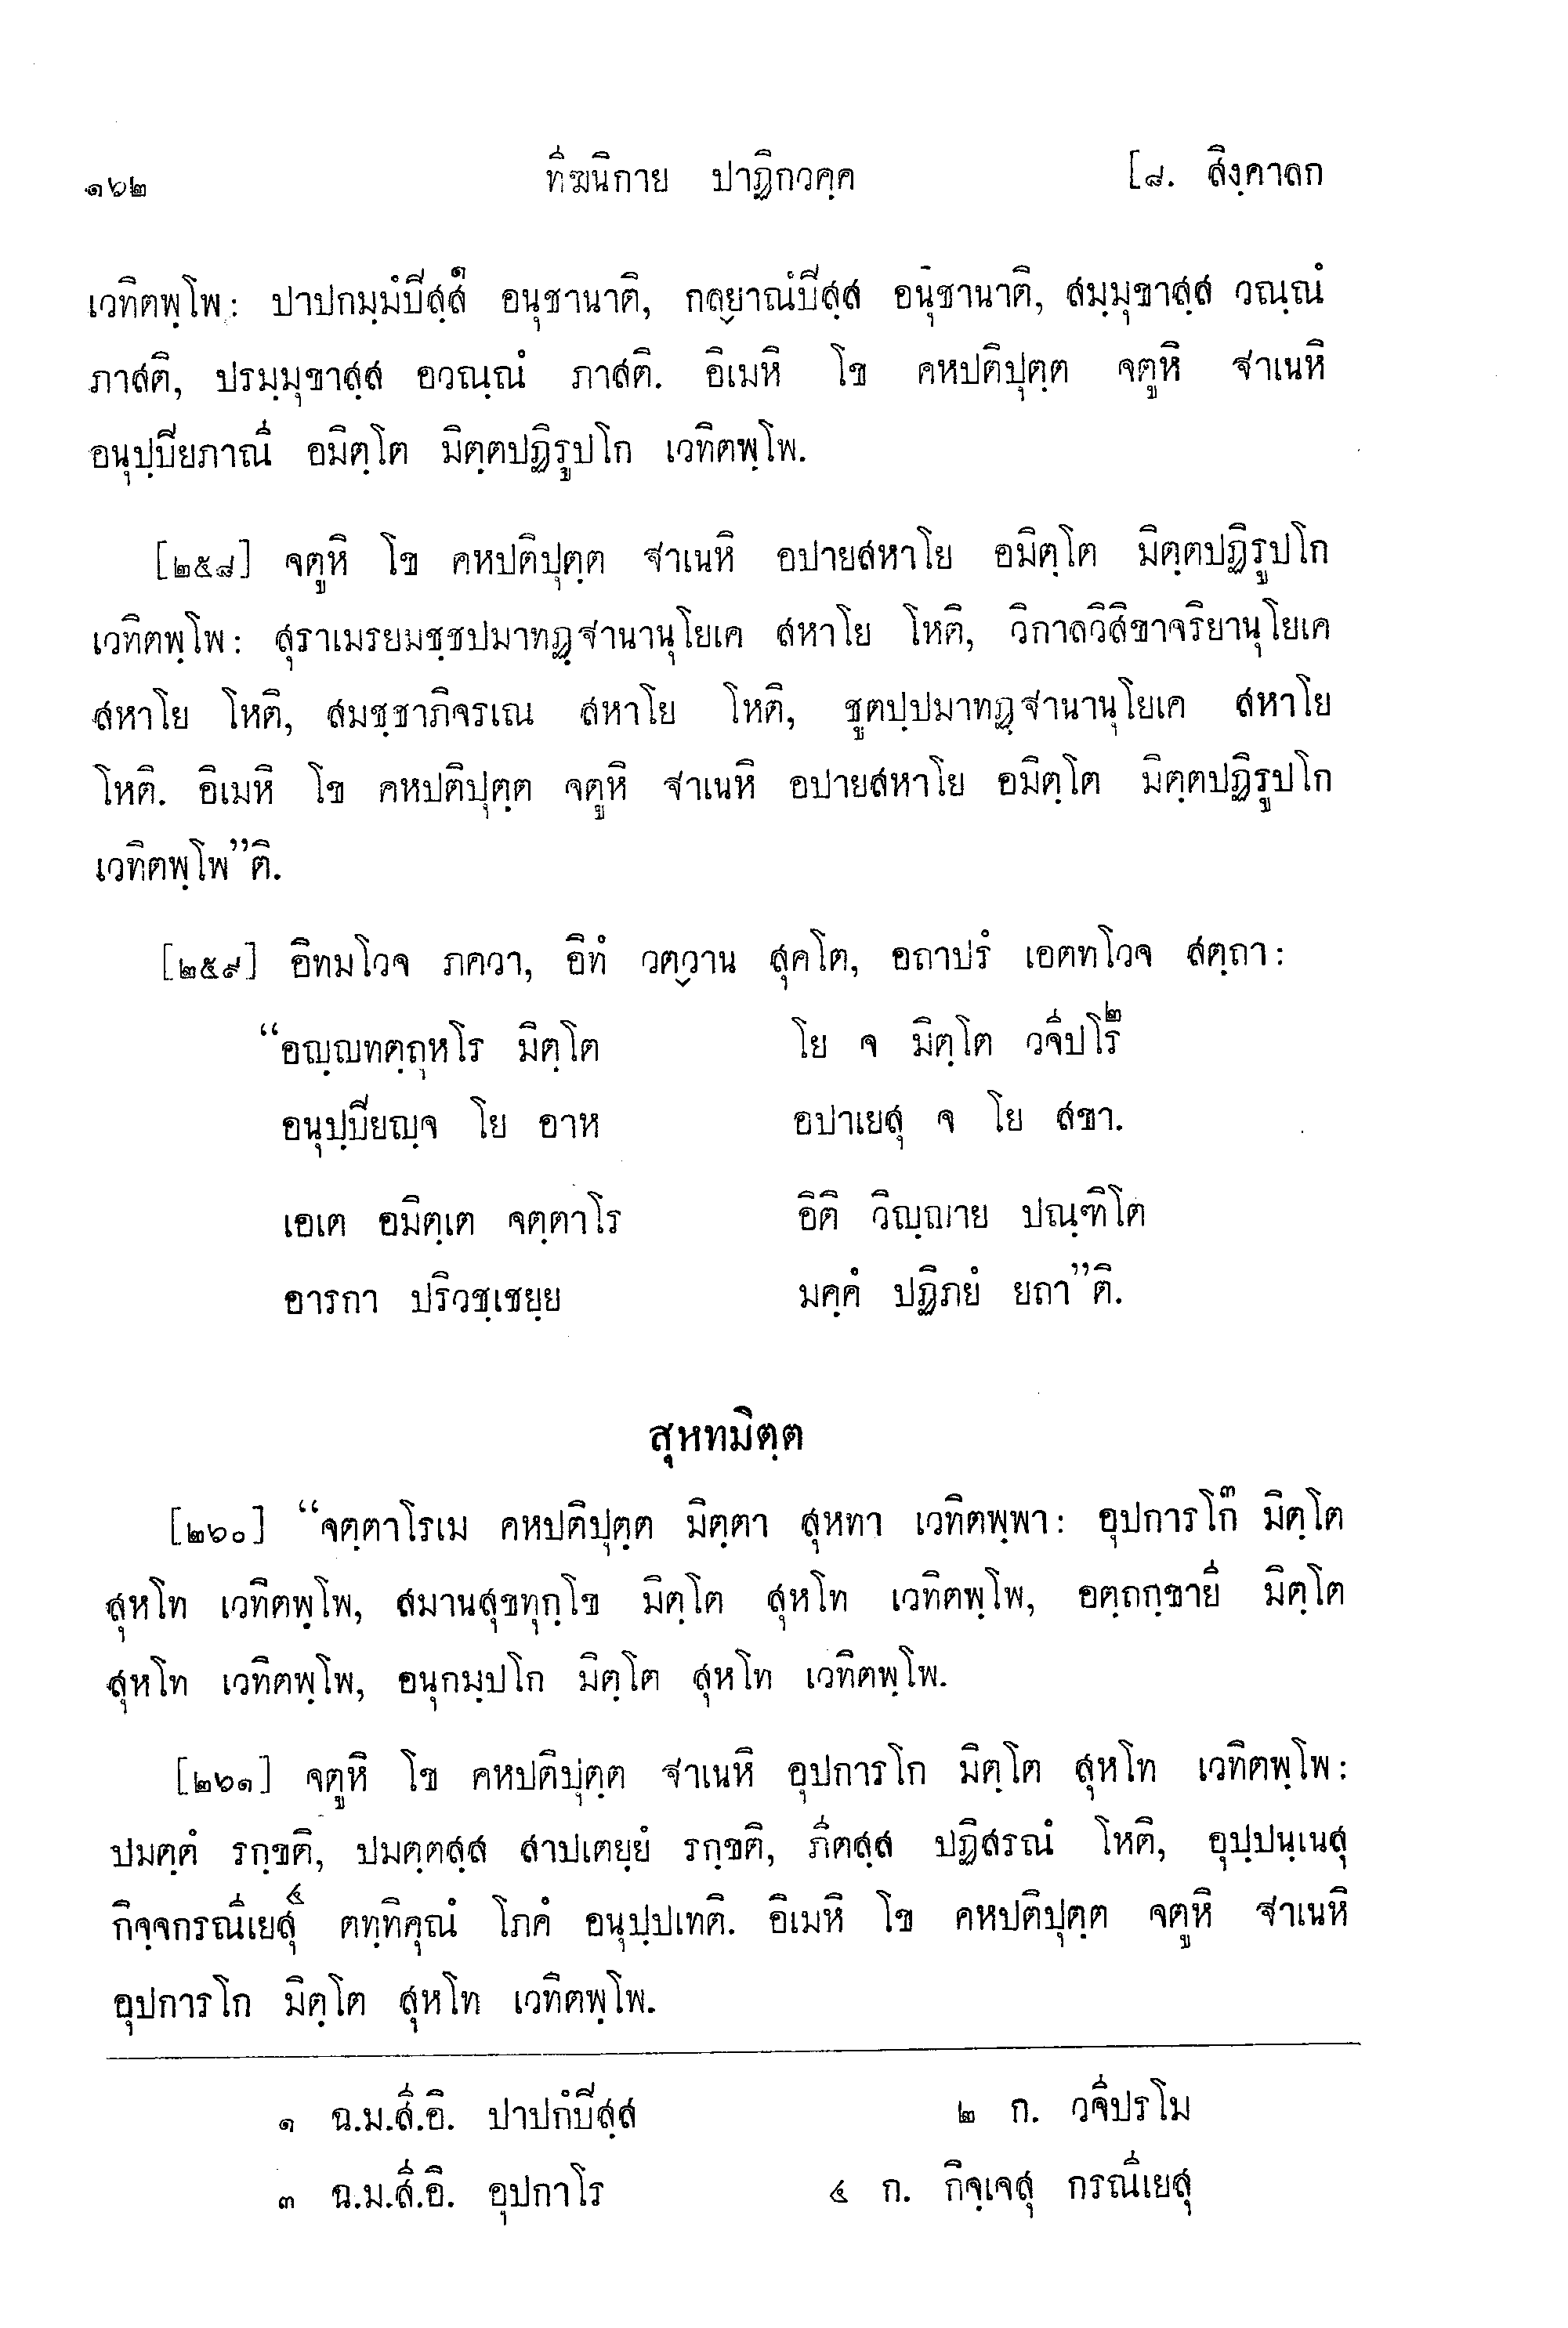 ๑๖๒ ทีฆนิกาย ปาฏิกวคฺค [๘. สิงฺคาลก
เวทิตพฺโพ: ปาปกมฺมํปิสฺส๑ อนุชานาติ, กลฺยาณํปิสฺส อนุชานาติ, สมฺมุขาสฺส วณฺณํ
ภาสติ, ปรมฺมุขาสฺส อวณฺณํ ภาสติ. อิเมหิ โข คหปติปุตฺต จตูหิ ฐาเนหิ
อนุปฺปิยภาณี อมิตฺโต มิตฺตปฏิรูปโก เวทิตพฺโพ.
[๒๕๘] จตูหิ โข คหปติปุตฺต ฐาเนหิ อปายสหาโย อมิตฺโต มิตฺตปฏิรูปโก
เวทิตพฺโพ: สุราเมรยมชฺชปมาทฏฺฐานานุโยเค สหาโย โหติ, วิกาลวิสิขาจริยานุโยเค
สหาโย โหติ, สมชฺชาภิจรเณ สหาโย โหติ, ชูตปฺปมาทฏฺฐานานุโยเค สหาโย
โหติ. อิเมหิ โข คหปติปุตฺต จตูหิ ฐาเนหิ อปายสหาโย อมิตฺโต มิตฺตปฏิรูปโก
เวทิตพฺโพ”ติ.
[๒๕๙] อิทมโวจ ภควา, อิทํ วตฺวาน สุคโต, อถาปรํ เอตทโวจ สตฺถา:
“อญฺญทตฺถุหโร มิตฺโต โย จ มิตฺโต วจีปโร๒
อนุปฺปิยญฺจ โย อาห อปาเยสุ จ โย สขา.
เอเต อมิตฺเต จตฺตาโร อิติ วิญฺญาย ปณฺฑิโต
อารกา ปริวชฺเชยฺย มคฺคํ ปฏิภยํ ยถา”ติ.
สุหทมิตฺต
[๒๖๐] “จตฺตาโรเม คหปติปุตฺต มิตฺตา สุหทา เวทิตพฺพา: อุปการโก๓ มิตฺโต
สุหโท เวทิตพฺโพ, สมานสุขทุกฺโข มิตฺโต สุหโท เวทิตพฺโพ, อตฺถกฺขายี มิตฺโต
สุหโท เวทิตพฺโพ, อนุกมฺปโก มิตฺโต สุหโท เวทิตพฺโพ.
[๒๖๑] จตูหิ โข คหปติปุตฺต ฐาเนหิ อุปการโก มิตฺโต สุหโท เวทิตพฺโพ:
ปมตฺตํ รกฺขติ, ปมตฺตสฺส สาปเตยฺยํ รกฺขติ, ภีตสฺส ปฏิสรณํ โหติ, อุปฺปนฺเนสุ
กิจฺจกรณีเยสุ๔ ตทฺทิคุณํ โภคํ อนุปฺปเทติ. อิเมหิ โข คหปติปุตฺต จตูหิ ฐาเนหิ
อุปการโก มิตฺโต สุหโท เวทิตพฺโพ.
๑ ฉ.ม.สี.อิ. ปาปกํปิสฺส ๒ ก. วจีปรโม
๓ ฉ.ม.สี.อิ. อุปกาโร ๔ ก. กิจฺเจสุ กรณีเยสุ